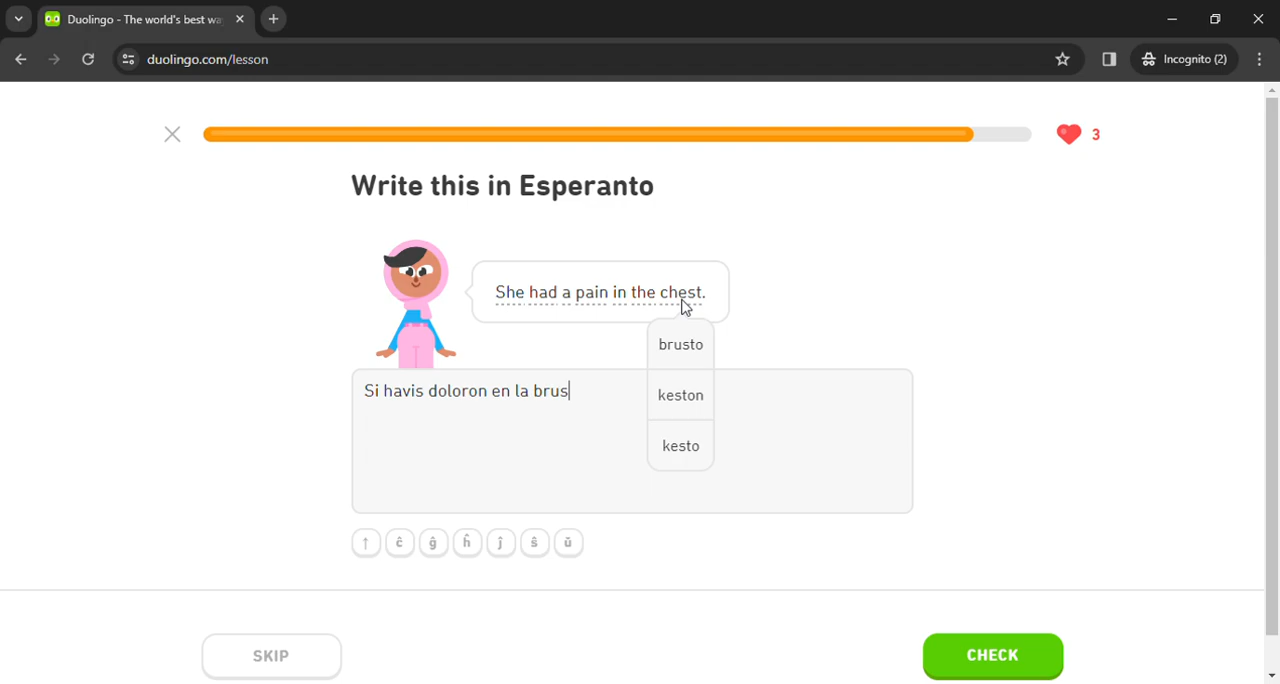 Duolingo - The world's best wa
duolingo.com/lesson
Incognito (2)
3
Write this in Esperanto
She had a pain in the chest.
brusto
keston
kesto
Si havis doloron en la brus
↑ ĉ ĝ ĥ ĵ ŝ ŭ
SKIP
CHECK